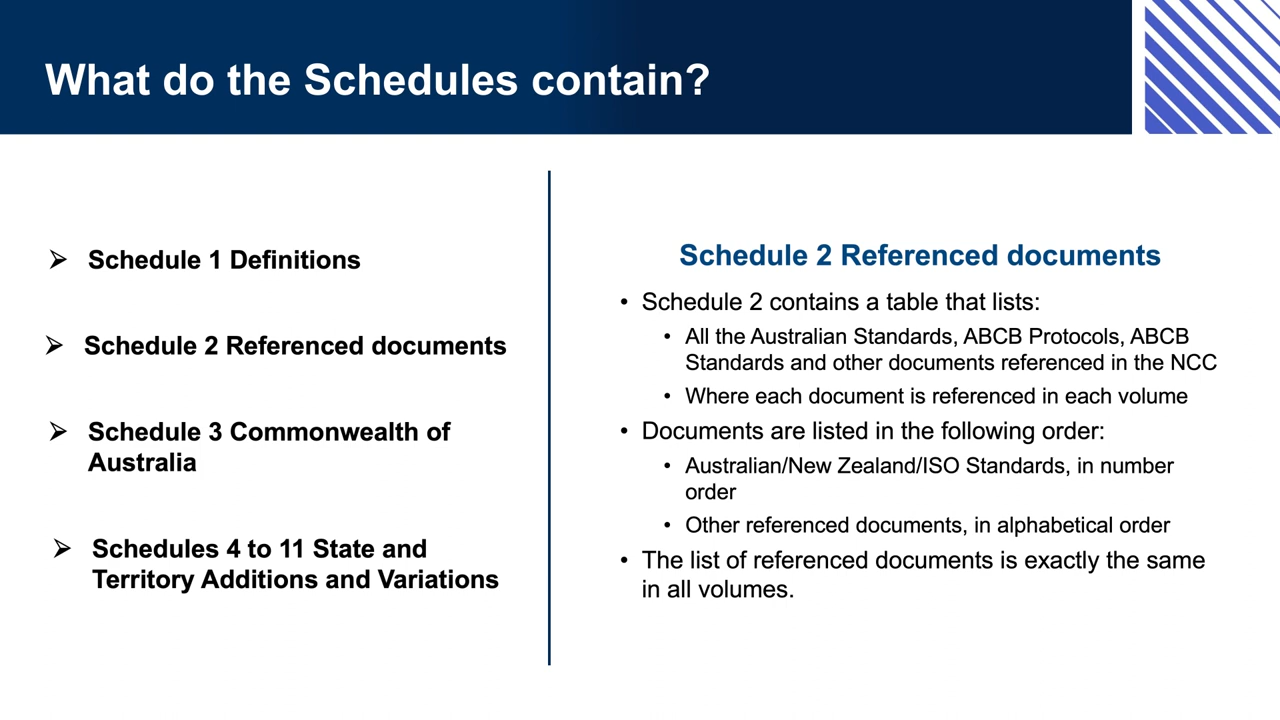 What do the Schedules contain?
➢ Schedule 1 Definitions
➢ Schedule 2 Referenced documents
➢ Schedule 3 Commonwealth of
Australia
➢ Schedules 4 to 11 State and
Territory Additions and Variations
Schedule 2 Referenced documents
• Schedule 2 contains a table that lists:
• All the Australian Standards, ABCB Protocols, ABCB
Standards and other documents referenced in the NCC
• Where each document is referenced in each volume
• Documents are listed in the following order:
• Australian/New Zealand/ISO Standards, in number
order
• Other referenced documents, in alphabetical order
• The list of referenced documents is exactly the same
in all volumes.